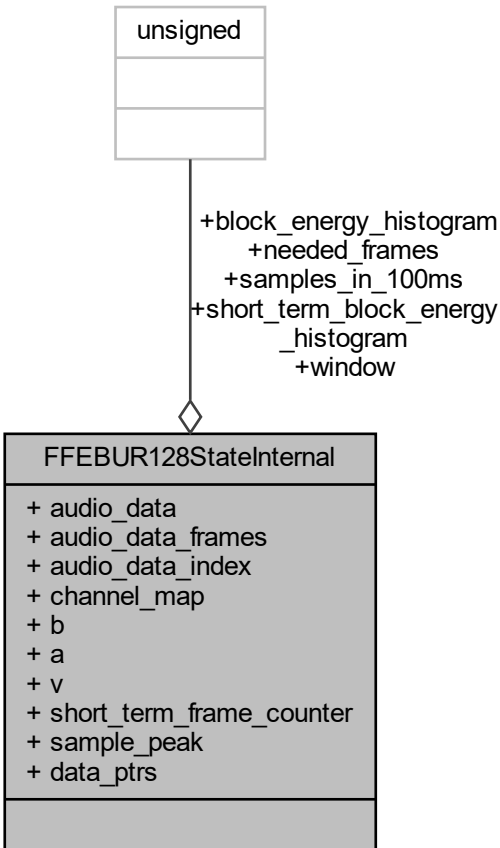 unsigned
+block_energy_histogram
+needed_frames
+samples_in_100ms
+short_term_block_energy
_histogram
+window
FFEBUR128StateInternal
+ audio_data
+ audio_data_frames
+ audio_data_index
+ channel_map
+ b
+ a
+ v
+ short_term_frame_counter
+ sample_peak
+ data_ptrs